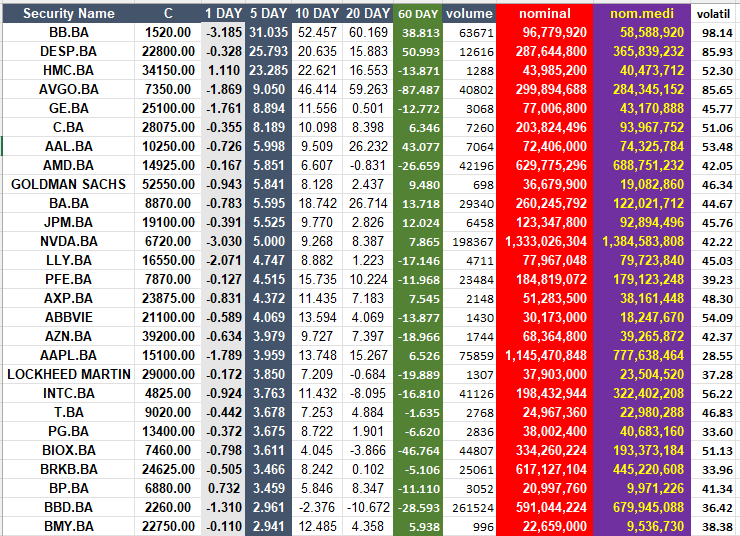 Security Name C 1 DAY 5 DAY 10 DAY 20 DAY 60 DAY volume nominal nom.medi volatil
BB.BA 1520.00 -3.185 31.035 52.457 60.169 38.813 63671 96,779,920 58,588,920 98.14
DESP.BA 22800.00 -0.328 25.793 20.635 15.883 50.993 12616 287,644,800 365,839,232 85.93
HMC.BA 34150.00 1.110 23.285 22.621 16.553 -13.871 1288 43,985,200 40,473,712 52.30
AVGO.BA 7350.00 -1.869 9.050 46.414 59.263 -87.487 40802 299,894,688 284,345,152 85.65
GE.BA 25100.00 -1.761 8.894 11.556 0.501 -12.772 3068 77,006,800 43,170,888 45.77
C.BA 28075.00 -0.355 8.189 10.098 8.398 6.346 7260 203,824,496 93,967,752 51.06
AAL.BA 10250.00 -0.726 5.998 9.509 26.232 43.077 7064 72,406,000 74,325,784 53.48
AMD.BA 14925.00 -0.167 5.851 6.607 -0.831 -26.659 42196 629,775,296 688,751,232 42.05
GOLDMAN SACHS 52550.00 -0.943 5.841 8.128 2.437 9.480 698 36,679,900 19,082,860 46.34
BA.BA 8870.00 -0.783 5.595 18.742 26.714 13.718 29340 260,245,792 122,021,712 44.67
JPM.BA 19100.00 -0.391 5.525 9.770 2.826 12.024 6458 123,347,800 92,894,496 45.76
NVDA.BA 6720.00 -3.030 5.000 9.268 8.387 7.865 198367 1,333,026,304 1,384,583,808 42.22
LLY.BA 16550.00 -2.071 4.747 8.882 1.223 -17.146 4711 77,967,048 79,723,840 45.03
PFE.BA 7870.00 -0.127 4.515 15.735 10.224 -11.968 23484 184,819,072 179,123,248 39.23
AXP.BA 23875.00 -0.831 4.372 11.435 7.183 7.545 2148 51,283,500 38,161,448 48.30
ABBVIE 21100.00 -0.589 4.069 13.594 4.069 -13.877 1430 30,173,000 18,247,670 54.09
AZN.BA 39200.00 -0.634 3.979 9.727 7.397 -18.966 1744 68,364,800 39,265,872 42.37
AAPL.BA 15100.00 -1.789 3.959 13.748 15.267 6.526 75859 1,145,470,848 777,638,464 28.55
LOCKHEED MARTIN 29000.00 -0.172 3.850 7.209 -0.684 -19.889 1307 37,903,000 23,504,520 37.28
INTC.BA 4825.00 -0.924 3.763 11.432 -8.095 -16.810 41126 198,432,944 322,402,208 56.22
T.BA 9020.00 -0.442 3.678 7.253 4.884 -1.635 2768 24,967,360 22,980,288 46.83
PG.BA 13400.00 -0.372 3.675 8.722 1.901 -6.620 2836 38,002,400 40,683,160 33.60
BIOX.BA 7460.00 -0.798 3.611 4.045 -3.866 -46.764 44807 334,260,224 193,373,184 51.13
BRKB.BA 24625.00 -0.505 3.466 8.242 0.102 -5.106 25061 617,127,104 445,220,608 33.96
BP.BA 6880.00 0.732 3.459 5.846 8.347 -11.110 3052 20,997,760 9,971,226 41.34
BBD.BA 2260.00 -1.310 2.961 -2.376 -10.672 -28.593 261524 591,044,224 679,945,088 36.42
BMY.BA 22750.00 -0.110 2.941 12.485 4.358 5.938 996 22,659,000 9,536,730 38.38